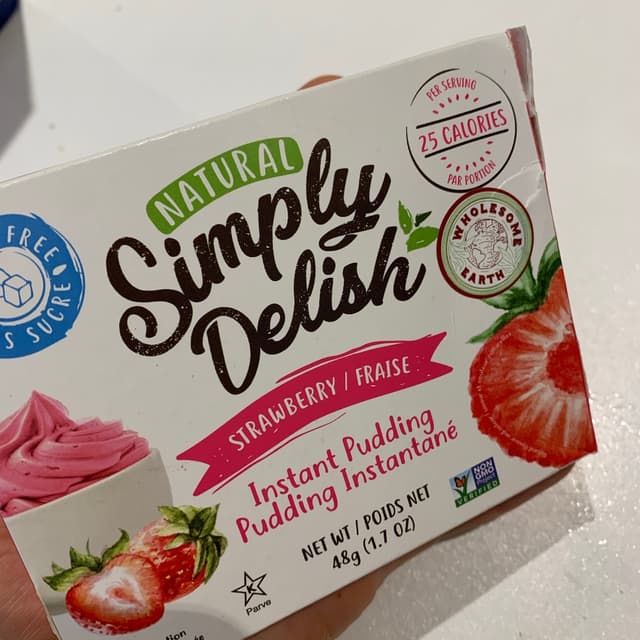 PER SERVING
25 CALORIES
PAR PORTION
NATURAL
Simply
Delish
WHOLESOME
EARTH
FREE
S SUCRE
STRAWBERRY / FRAISE
Instant Pudding
Pudding Instantané
NON
GMO
Project
VERIFIED
NET WT / POIDS NET
48g (1.7 OZ)
K
Parve